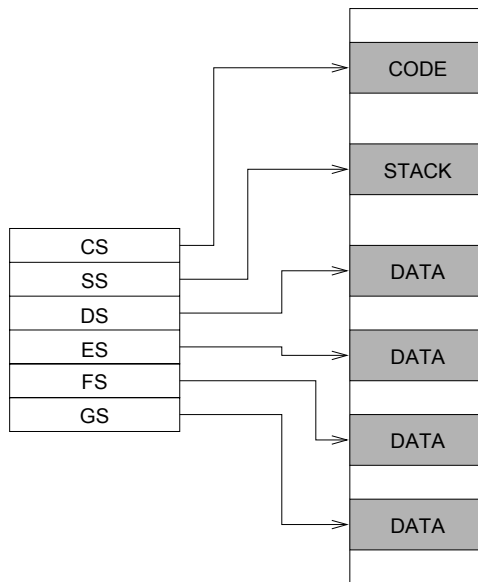 CODE
STACK
CS
SS
DS
ES
FS
GS
DATA
DATA
DATA
DATA